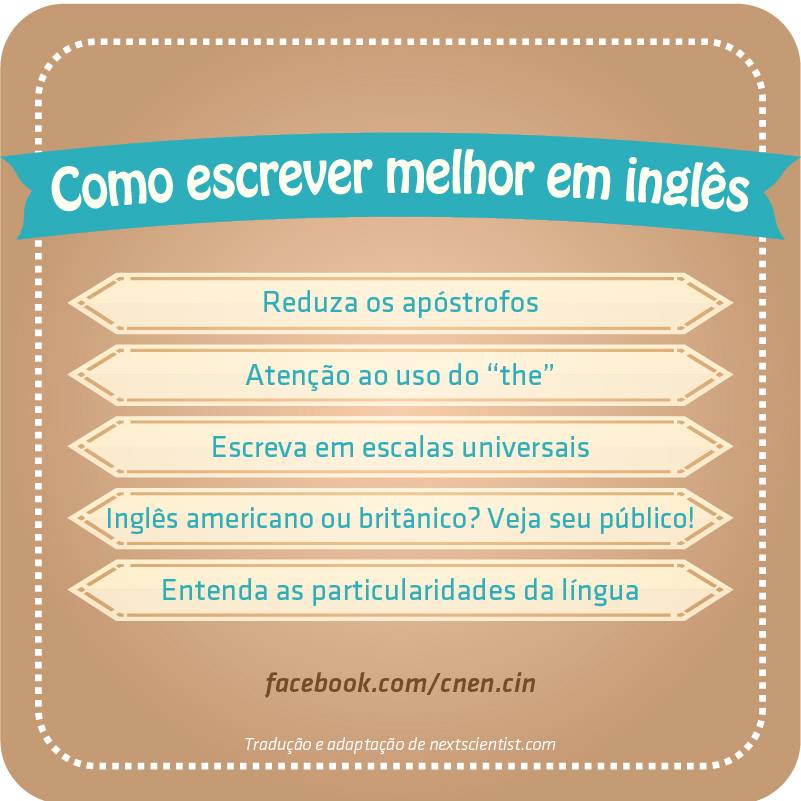 Como escrever melhor em inglês
Reduza os apóstrofos
Atenção ao uso do “the”
Escreva em escalas universais
Inglês americano ou britânico? Veja seu público!
Entenda as particularidades da língua
facebook.com/cnen.cin
Tradução e adaptação de nextscientist.com